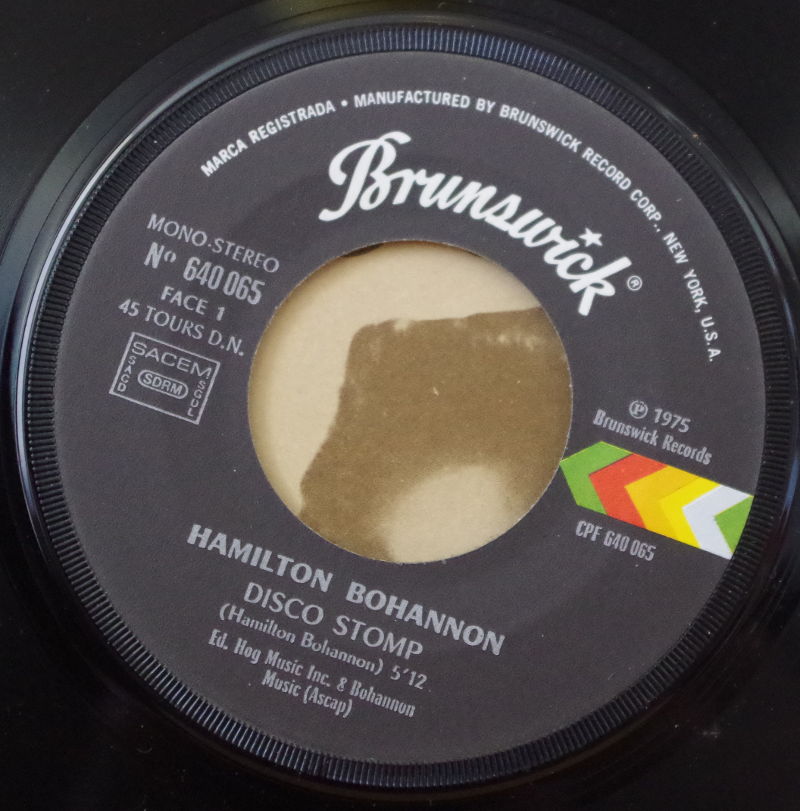 MARCA REGISTRADA • MANUFACTURED BY BRUNSWICK RECORD CORP., NEW YORK, U.S.A.
Brunswick ®
MONO-STEREO
Nº 640 065
FACE 1
45 TOURS D.N.
SACEM
SACD
SDRM
SGDL
℗ 1975
Brunswick Records
CPF 640 065
HAMILTON BOHANNON
DISCO STOMP
(Hamilton Bohannon) 5'12
Ed. Hog Music Inc. & Bohannon
Music (Ascap)